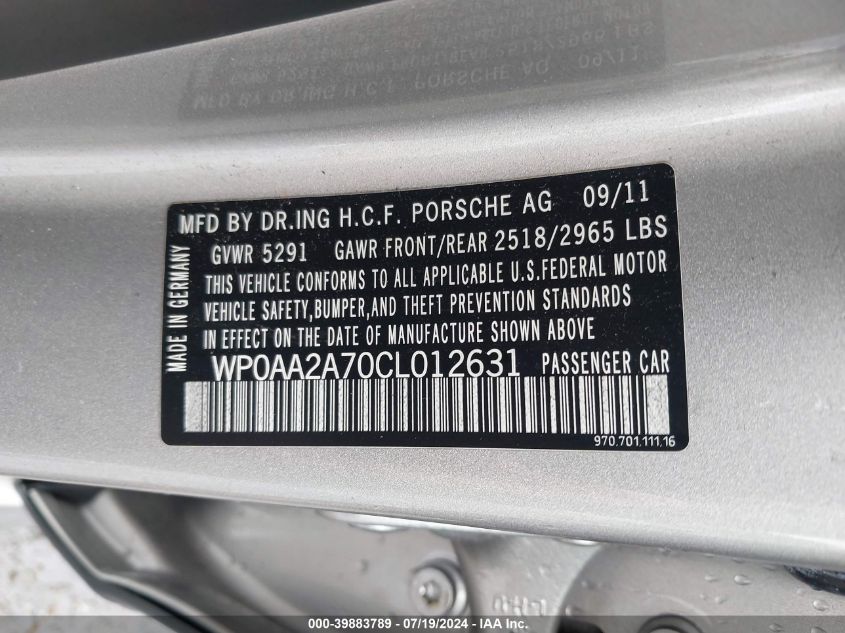 MFD BY DR.ING H.C.F. PORSCHE AG 09/11
GVWR 5291 GAWR FRONT/REAR 2518/2965 LBS
THIS VEHICLE CONFORMS TO ALL APPLICABLE U.S.FEDERAL MOTOR
VEHICLE SAFETY,BUMPER,AND THEFT PREVENTION STANDARDS
IN EFFECT ON THE DATE OF MANUFACTURE SHOWN ABOVE
WP0AA2A70CL012631 PASSENGER CAR
MADE IN GERMANY
970.701.111.16
000-39883789 - 07/19/2024 - IAA Inc.